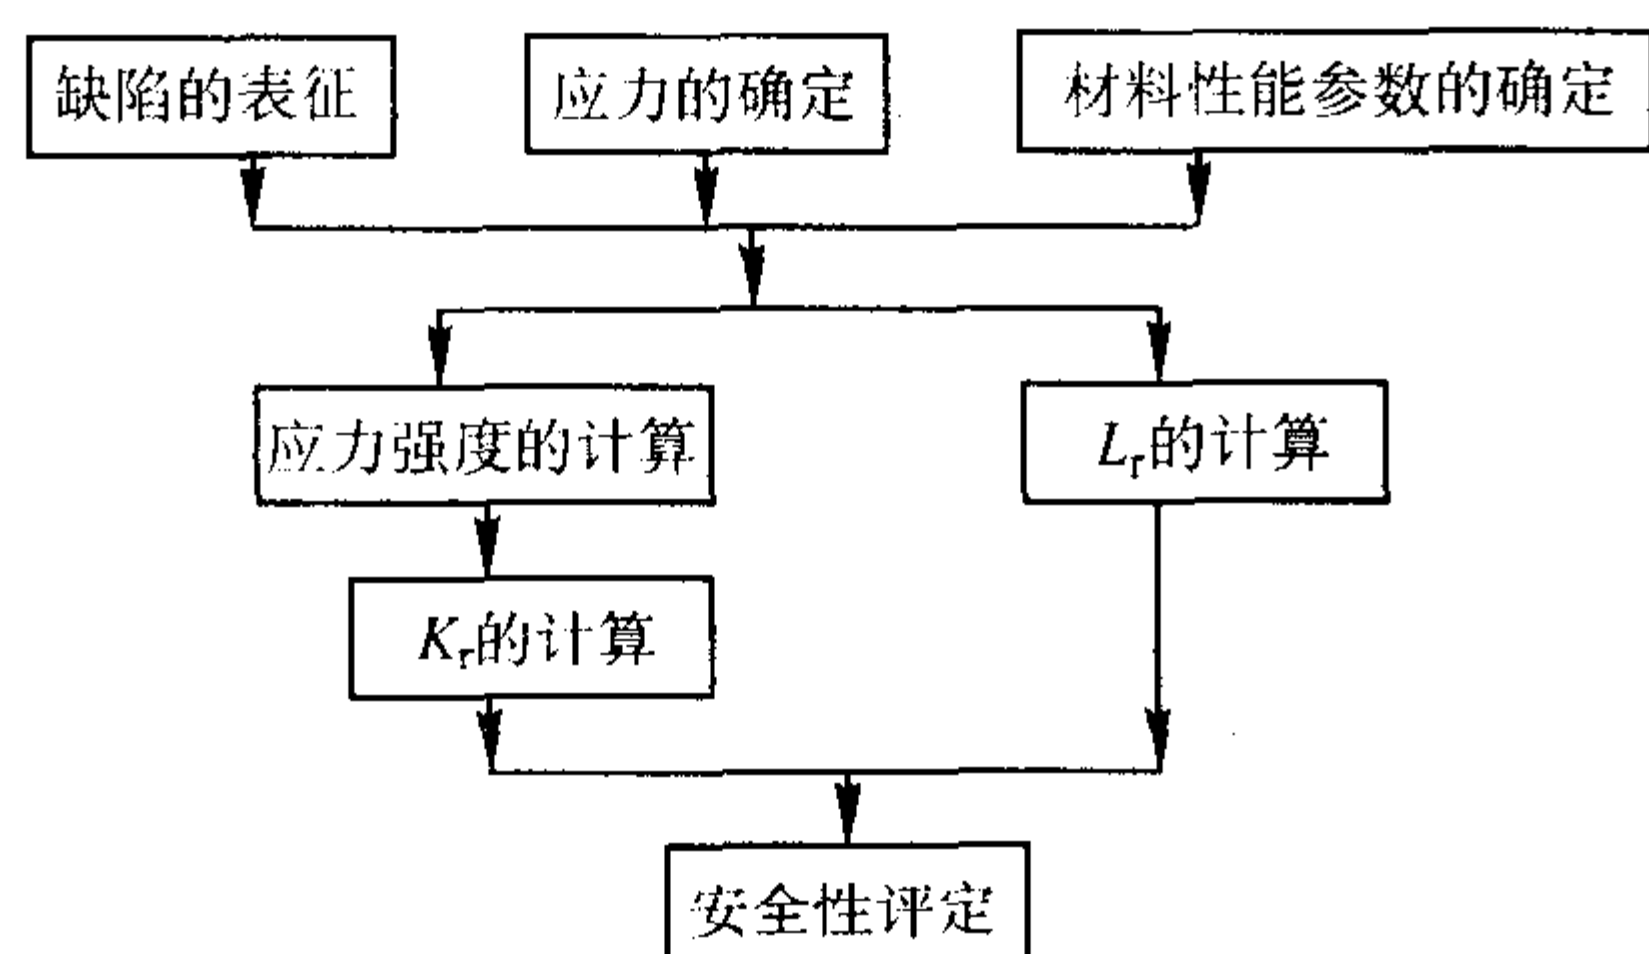 缺陷的表征
应力的确定
材料性能参数的确定
应力强度的计算
Lr的计算
Kr的计算
安全性评定